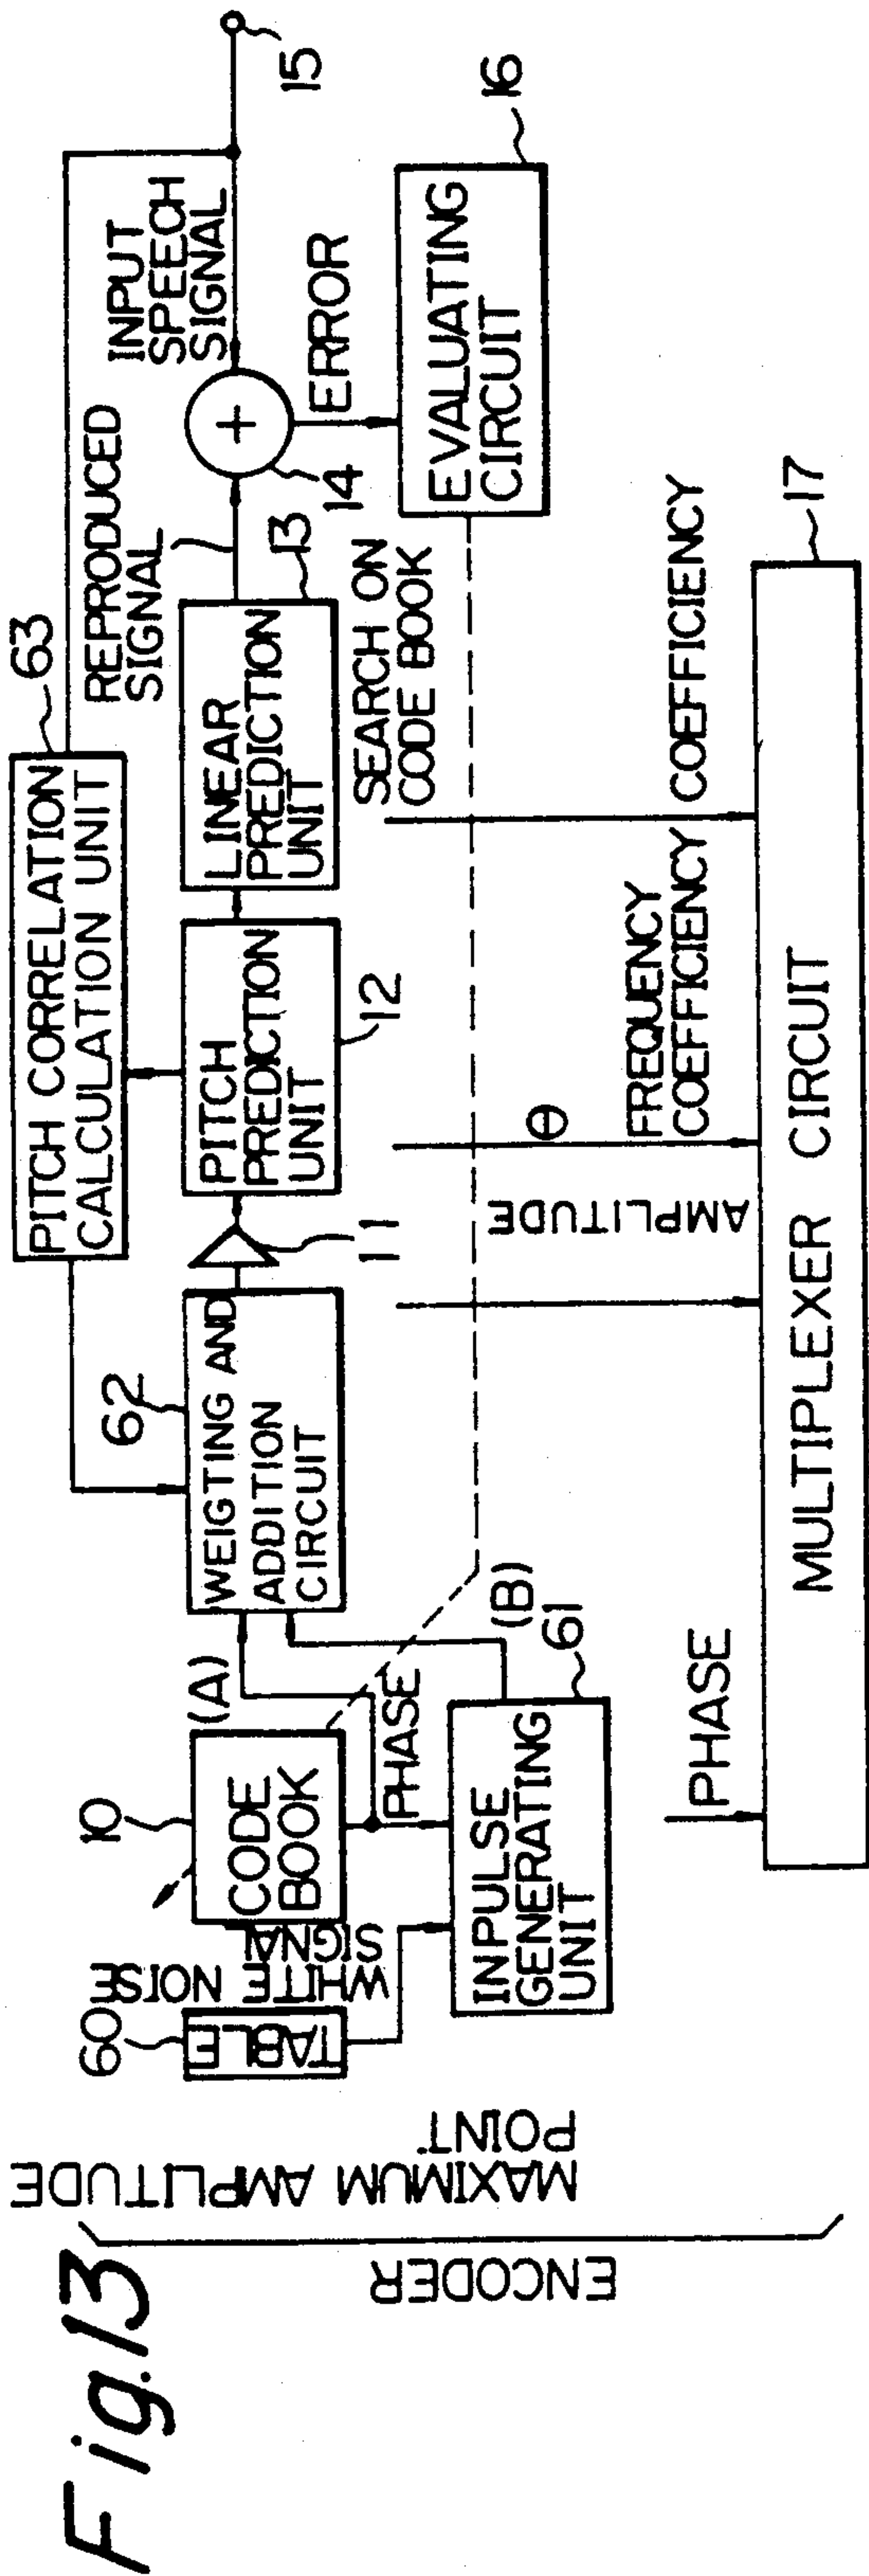 Fig.13
ENCODER
MAXIMUM AMPLITUDE
POINT
60
TABLE
WHITE NOISE
SIGNAL
10
CODE
BOOK
(A)
PHASE
INPULSE
GENERATING
UNIT
61
(B)
62
WEIGTING AND
ADDITION
CIRCUIT
11
PITCH CORRELATION
CALCULATION UNIT
63
PITCH
PREDICTION
UNIT
12
LINEAR
PREDICTION
UNIT
13
REPRODUCED
SIGNAL
14
+
INPUT
SPEECH
SIGNAL
15
ERROR
EVALUATING
CIRCUIT
16
SEARCH ON
CODE BOOK
PHASE
AMPLITUDE
θ
FREQUENCY
COEFFICIENCY
COEFFICIENCY
MULTIPLEXER CIRCUIT
17